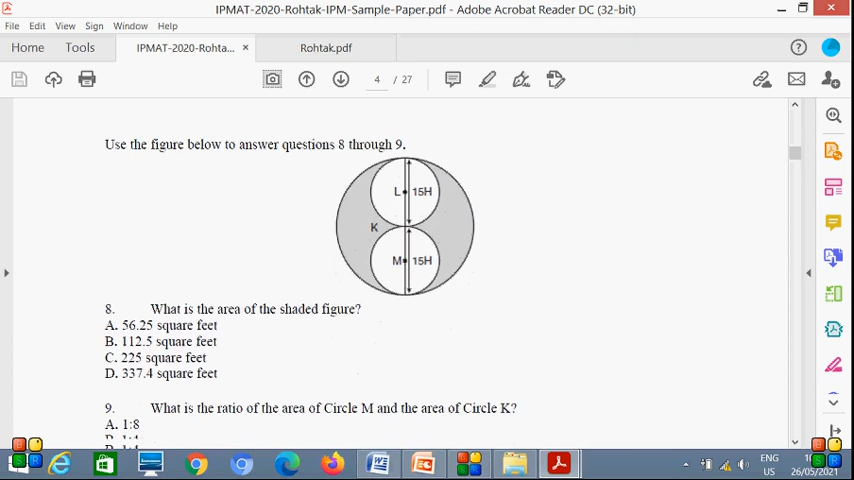 IPMAT-2020-Rohtak-IPM-Sample-Paper.pdf - Adobe Acrobat Reader DC (32-bit)
File Edit View Sign Window Help
Home Tools IPMAT-2020-Rohta... × Rohtak.pdf
4 / 27
Use the figure below to answer questions 8 through 9.
L 15H
K
M 15H
8. What is the area of the shaded figure?
A. 56.25 square feet
B. 112.5 square feet
C. 225 square feet
D. 337.4 square feet
9. What is the ratio of the area of Circle M and the area of Circle K?
A. 1:8
ENG
US
26/05/2021